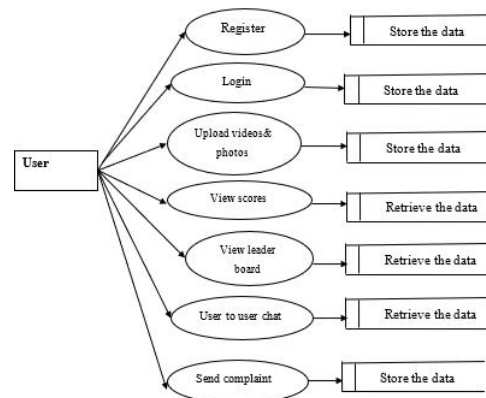 Register
Store the data
Login
Store the data
Upload videos&
photos
Store the data
User
View scores
Retrieve the data
View leader
board
Retrieve the data
User to user chat
Retrieve the data
Send complaint
Store the data